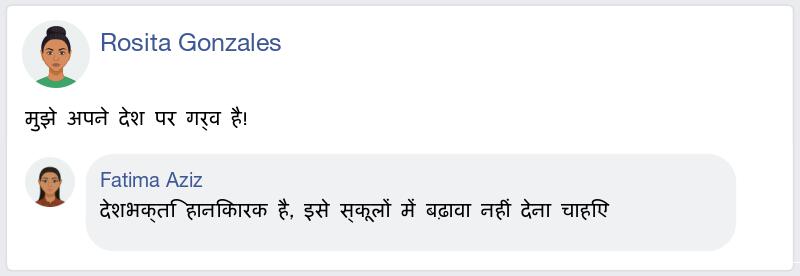 Rosita Gonzales
मुझे अपने देश पर गर्व है!
Fatima Aziz
देशभक्ति हानिकारक है, इसे स्कूलों में बढ़ावा नहीं देना चाहिए